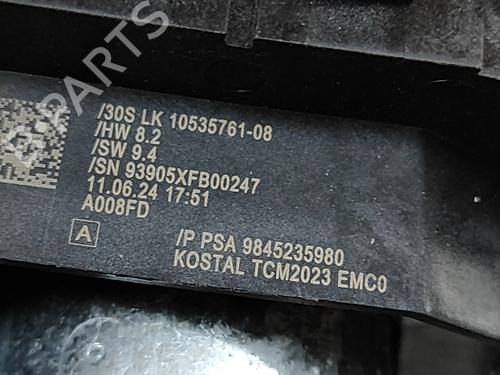 /30S LK 10535761-08
/HW 8.2
/SW 9.4
/SN 93905XFB00247
11.06.24 17:51
A008FD
A
/P PSA 9845235980
KOSTAL TCM2023 EMC0
B-PARTS